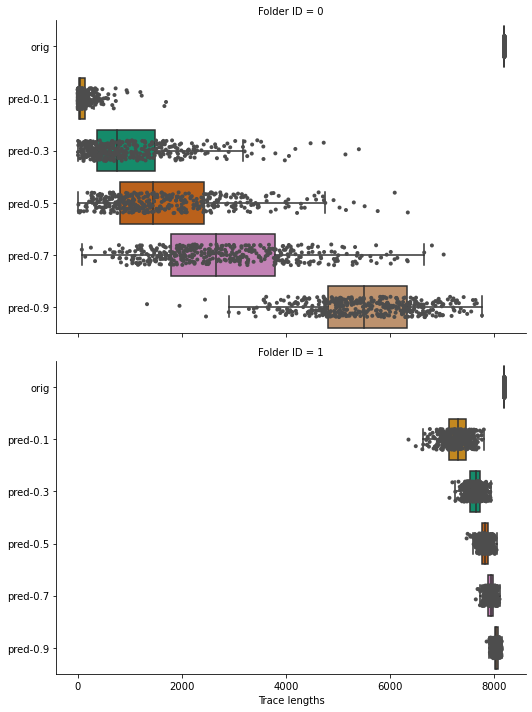 Folder ID = 0
orig
pred-0.1
pred-0.3
pred-0.5
pred-0.7
pred-0.9
Folder ID = 1
orig
pred-0.1
pred-0.3
pred-0.5
pred-0.7
pred-0.9
0 2000 4000 6000 8000
Trace lengths